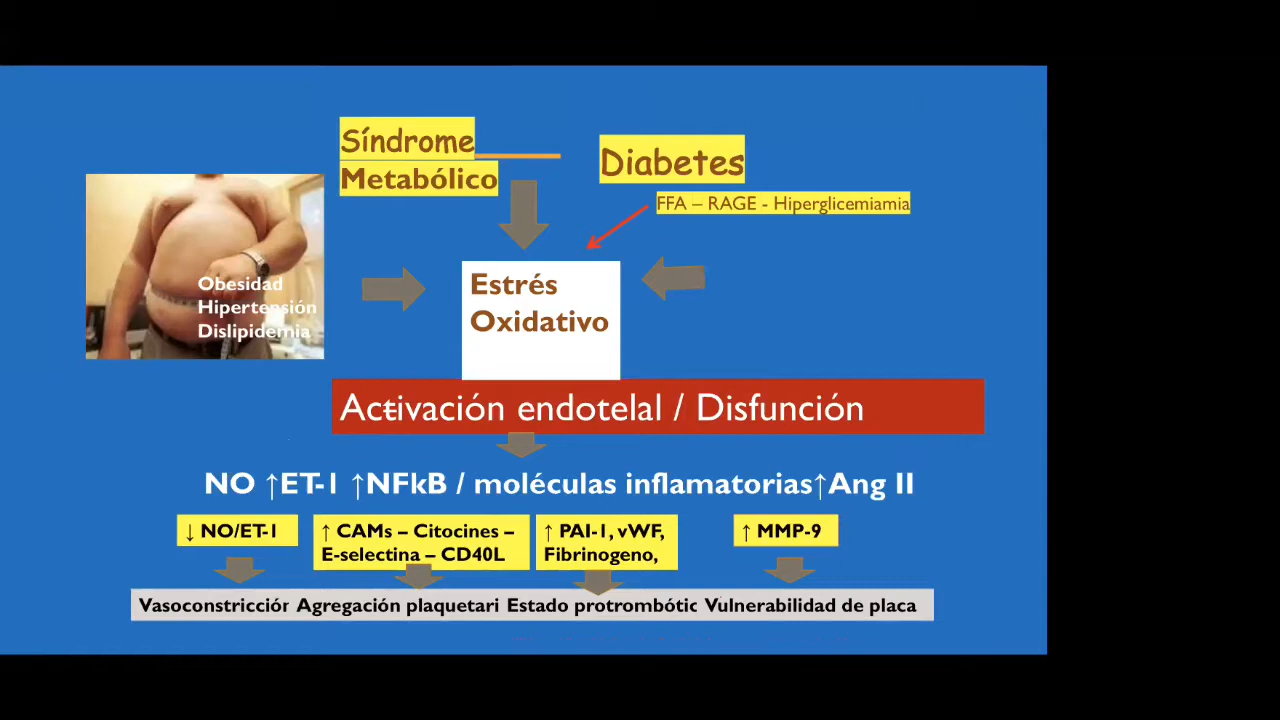 Síndrome
Metabólico
Diabetes
FFA – RAGE - Hiperglicemiamia
Obesidad
Hipertensión
Dislipidemia
Estrés
Oxidativo
Activación endotelal / Disfunción
NO ↑ET-1 ↑NFkB / moléculas inflamatorias↑Ang II
↓ NO/ET-1
↑ CAMs – Citocines –
E-selectina – CD40L
↑ PAI-1, vWF,
Fibrinogeno,
↑ MMP-9
Vasoconstricción Agregación plaquetari Estado protrombótic Vulnerabilidad de placa